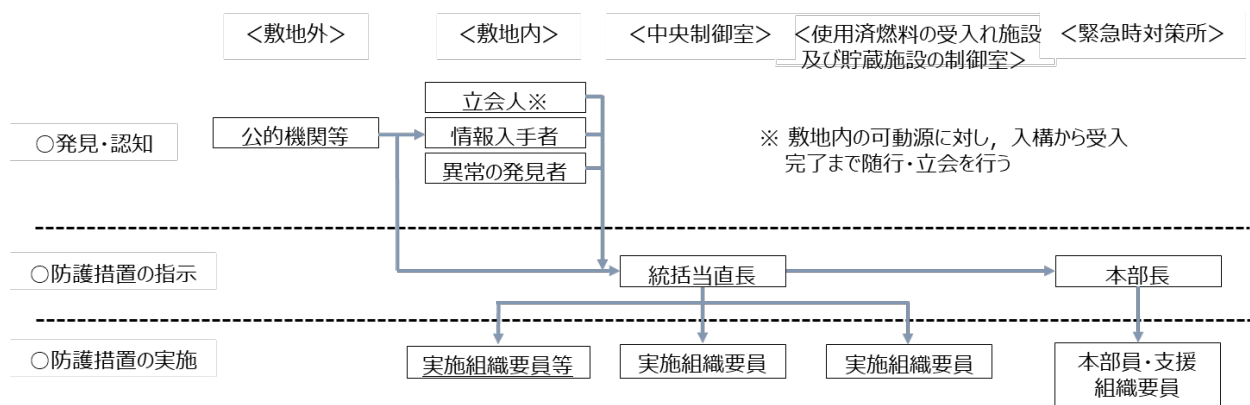 ＜敷地外＞
＜敷地内＞
＜中央制御室＞
＜使用済燃料の受入れ施設
及び貯蔵施設の制御室＞
＜緊急時対策所＞
○発見・認知
公的機関等
立会人※
情報入手者
異常の発見者
※ 敷地内の可動源に対し，入構から受入
完了まで随行・立会を行う
○防護措置の指示
統括当直長
本部長
○防護措置の実施
実施組織要員等
実施組織要員
実施組織要員
本部員・支援
組織要員